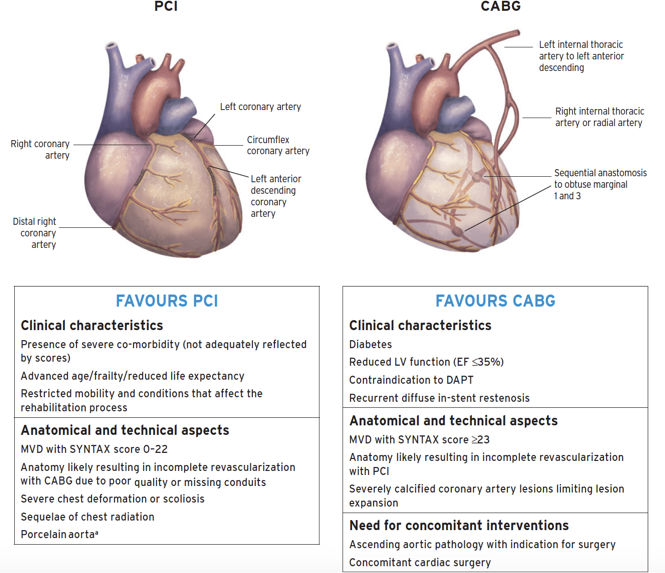 PCI
Left coronary artery
Right coronary
artery
Circumflex
coronary artery
Left anterior
descending
coronary
artery
Distal right
coronary
artery
CABG
Left internal thoracic
artery to left anterior
descending
Right internal thoracic
artery or radial artery
Sequential anastomosis
to obtuse marginal
1 and 3
FAVOURS PCI
Clinical characteristics
Presence of severe co-morbidity (not adequately reflected
by scores)
Advanced age/frailty/reduced life expectancy
Restricted mobility and conditions that affect the
rehabilitation process
Anatomical and technical aspects
MVD with SYNTAX score 0–22
Anatomy likely resulting in incomplete revascularization
with CABG due to poor quality or missing conduits
Severe chest deformation or scoliosis
Sequelae of chest radiation
Porcelain aortaᵃ
FAVOURS CABG
Clinical characteristics
Diabetes
Reduced LV function (EF ≤35%)
Contraindication to DAPT
Recurrent diffuse in-stent restenosis
Anatomical and technical aspects
MVD with SYNTAX score ≥23
Anatomy likely resulting in incomplete revascularization
with PCI
Severely calcified coronary artery lesions limiting lesion
expansion
Need for concomitant interventions
Ascending aortic pathology with indication for surgery
Concomitant cardiac surgery